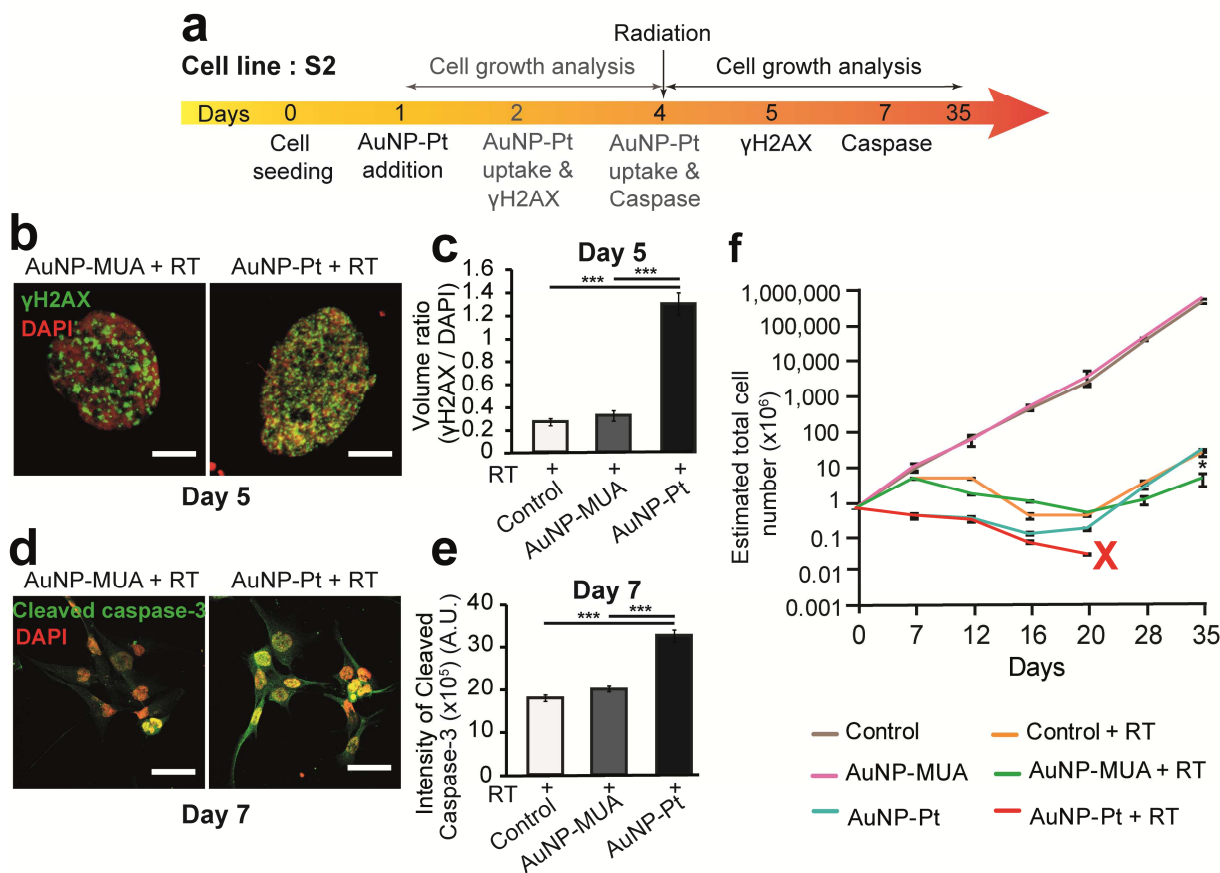 a
Radiation
Cell line : S2
Cell growth analysis
Cell growth analysis
Days 0 1 2 4 5 7 35
Cell
seeding
AuNP-Pt
addition
AuNP-Pt
uptake &
γH2AX
AuNP-Pt
uptake &
Caspase
γH2AX
Caspase
b
AuNP-MUA + RT
AuNP-Pt + RT
γH2AX
DAPI
Day 5
c
Day 5
Volume ratio
(γH2AX / DAPI)
1.6
1.4
1.2
1
0.8
0.6
0.4
0.2
0
***
***
RT + + +
Control
AuNP-MUA
AuNP-Pt
d
AuNP-MUA + RT
AuNP-Pt + RT
Cleaved caspase-3
DAPI
Day 7
e
Day 7
Intensity of Cleaved
Caspase-3 (x10⁵) (A.U.)
40
30
20
10
0
***
***
RT + + +
Control
AuNP-MUA
AuNP-Pt
f
Estimated total cell
number (x10⁶)
1,000,000
100,000
10,000
1,000
100
10
1
0.1
0.01
0.001
*
X
0 7 12 16 20 28 35
Days
Control
Control + RT
AuNP-MUA
AuNP-MUA + RT
AuNP-Pt
AuNP-Pt + RT